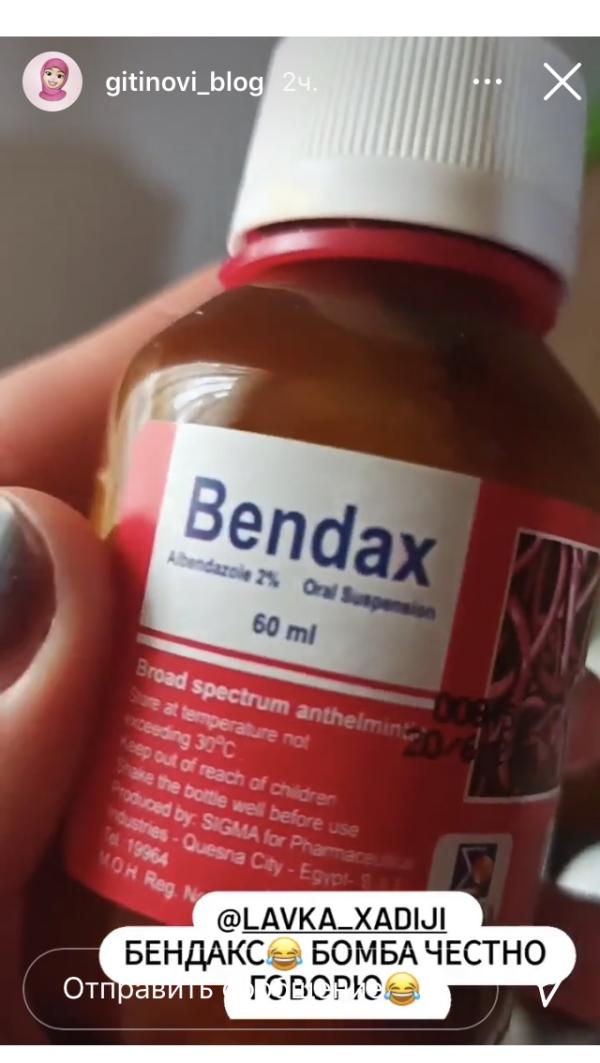 gitinovi_blog 2ч.
Bendax
Albendazole 2% Oral Suspension
60 ml
Broad spectrum anthelmintic
Store at temperature not
exceeding 30°C
Keep out of reach of children
Shake the bottle well before use
Produced by: SIGMA for Pharmaceutical
Industries - Quesna City - Egypt-
Tel: 19964
M.O.H. Reg.
@LAVKA_XADIJI
БЕНДАКС😂 БОМБА ЧЕСТНО
ГОВОРЮ😂
Отправить сообщение